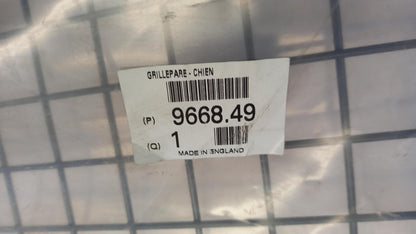 GRILLEPARE - CHIEN
(P) 9668.49
(Q) 1
MADE IN ENGLAND